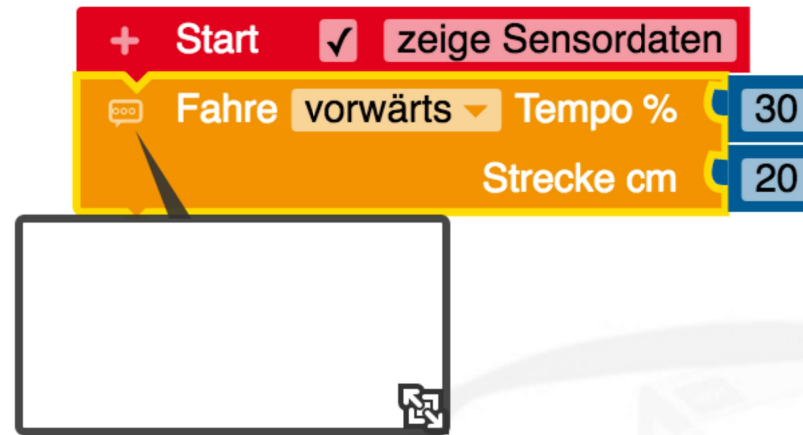 + Start ✓ zeige Sensordaten
Fahre vorwärts Tempo % 30
Strecke cm 20